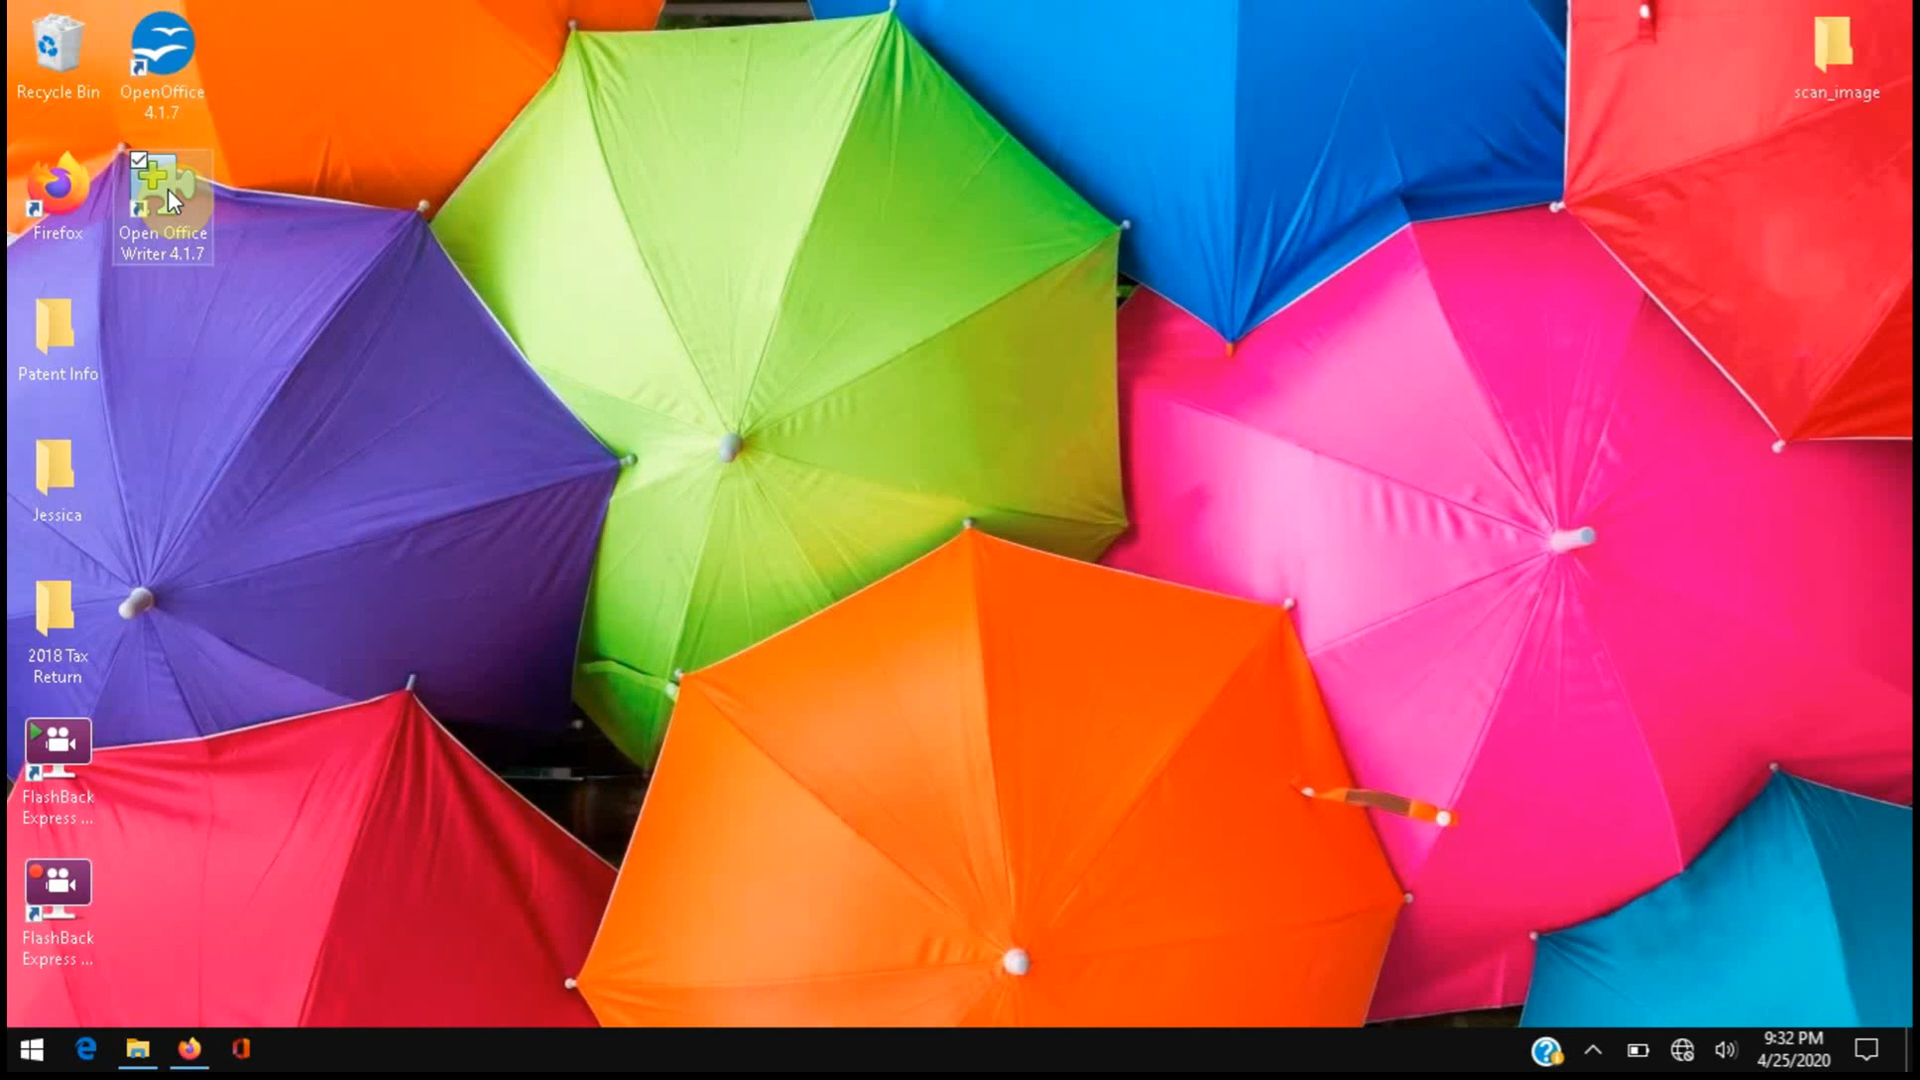 Recycle Bin
OpenOffice
4.1.7
scan_image
Firefox
Open Office
Writer 4.1.7
Patent Info
Jessica
2018 Tax
Return
FlashBack
Express ...
FlashBack
Express ...
9:32 PM
4/25/2020